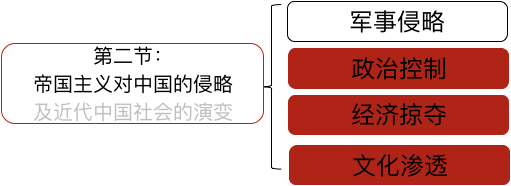 第二节：
帝国主义对中国的侵略
及近代中国社会的演变
军事侵略
政治控制
经济掠夺
文化渗透